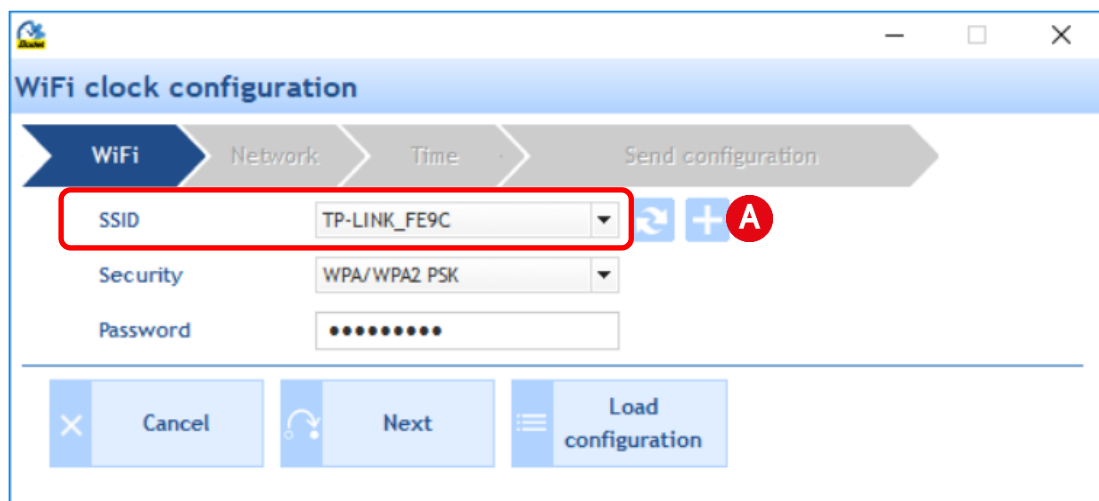 WiFi clock configuration
WiFi Network Time Send configuration
SSID TP-LINK_FE9C A
Security WPA/WPA2 PSK
Password •••••••••
Cancel Next Load
configuration